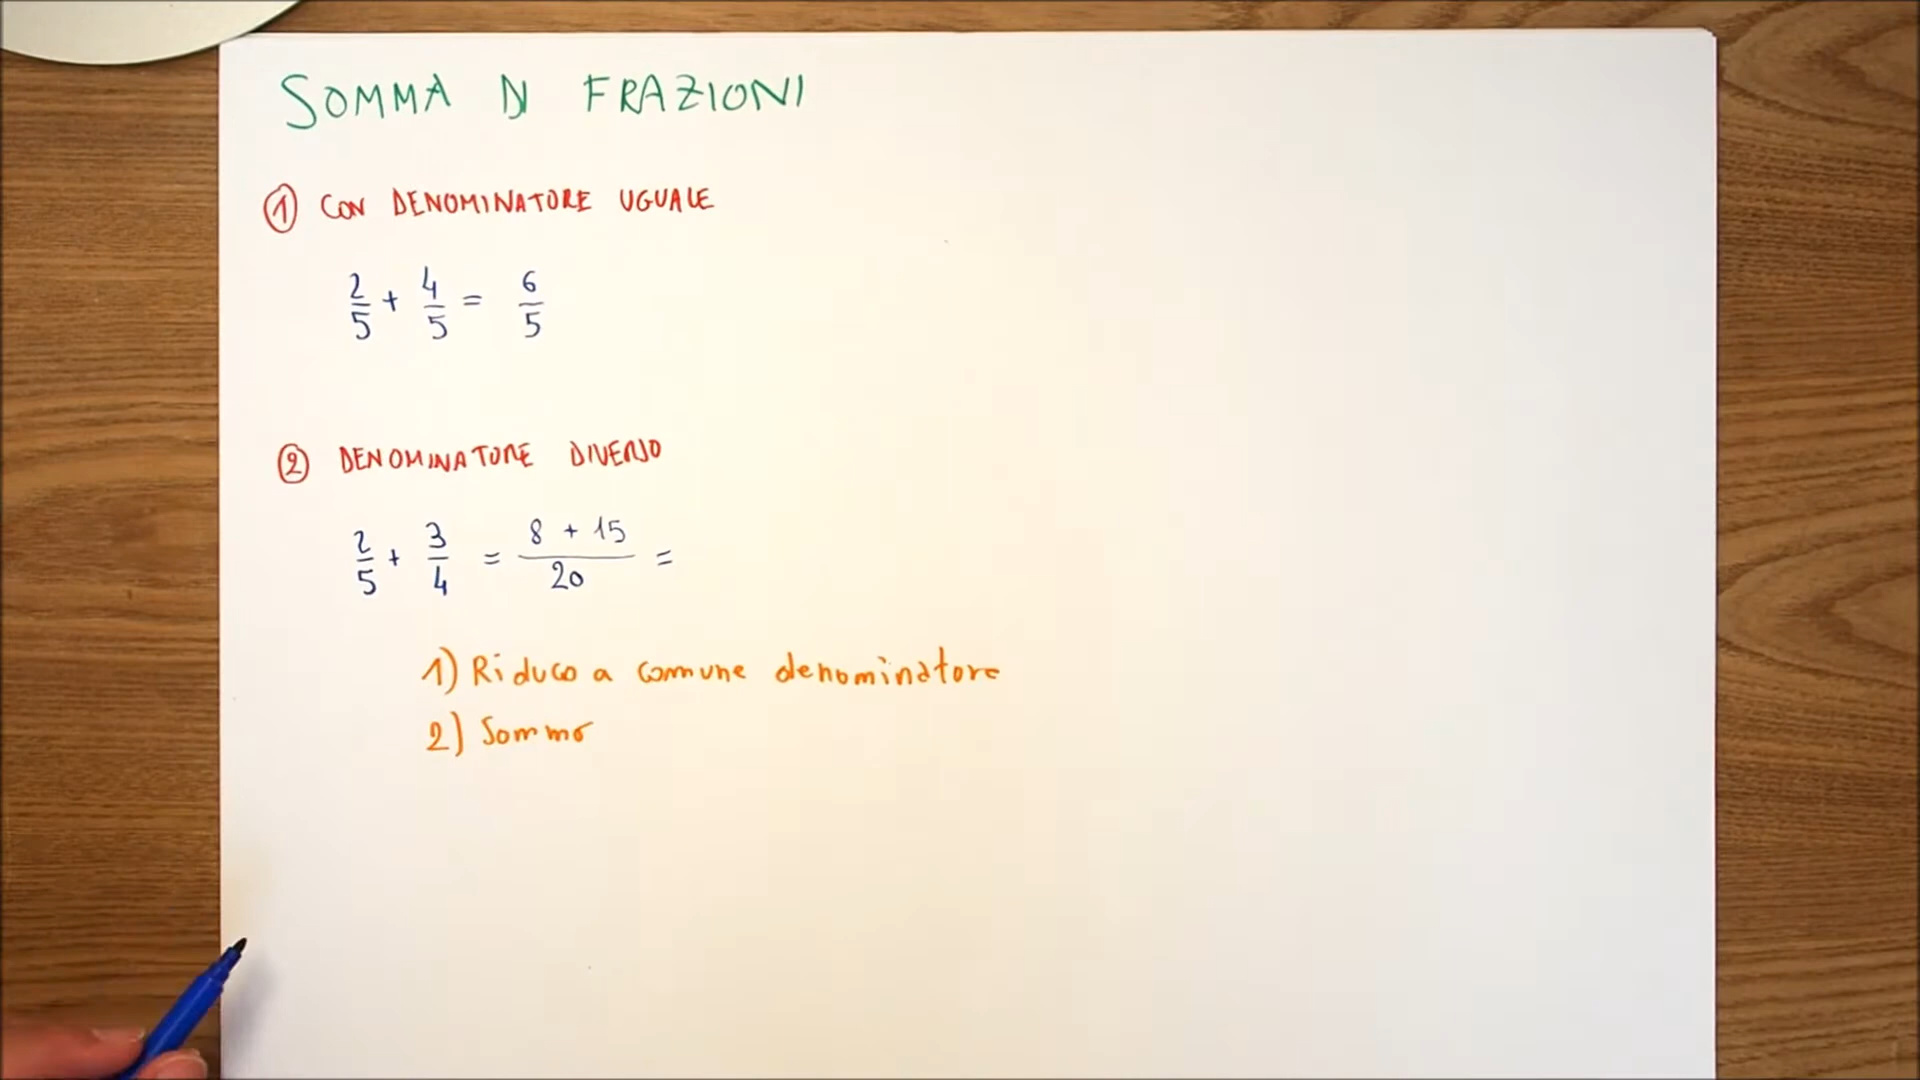 SOMMA DI FRAZIONI
① CON DENOMINATORE UGUALE
2/5 + 4/5 = 6/5
② DENOMINATORE DIVERSO
2/5 + 3/4 = (8 + 15)/20 =
1) Riduco a comune denominatore
2) Sommo